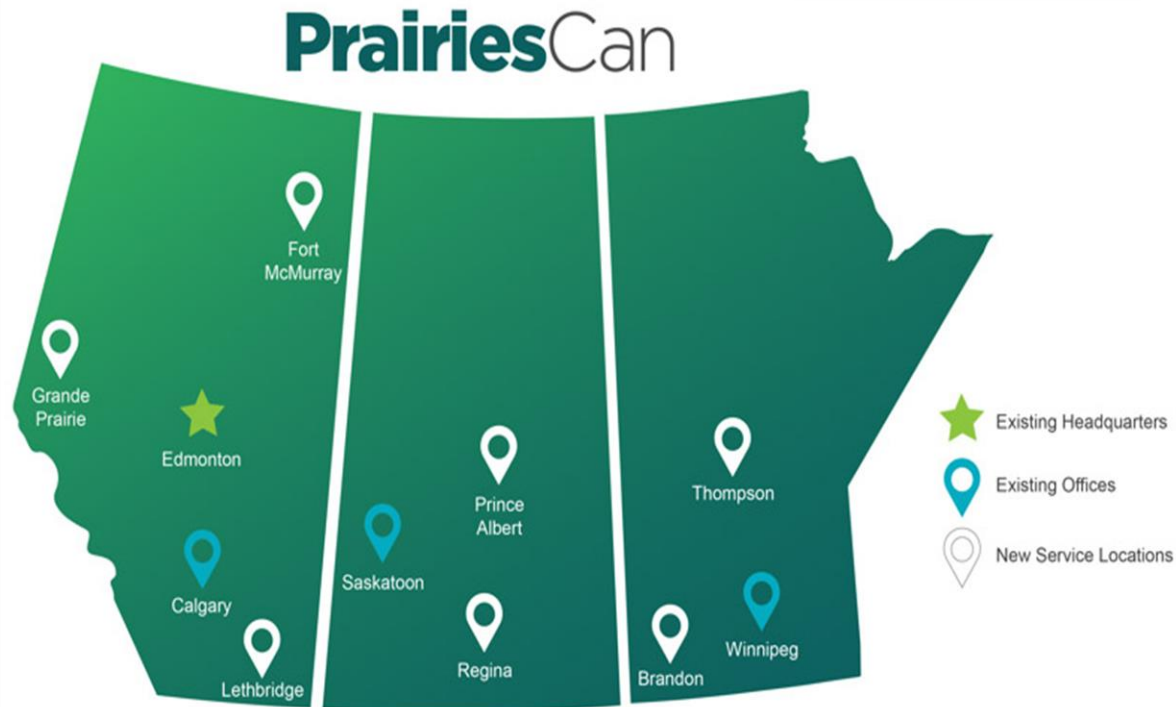 PrairiesCan
Fort
McMurray
Grande
Prairie
Edmonton
Calgary
Lethbridge
Saskatoon
Prince
Albert
Regina
Thompson
Brandon
Winnipeg
Existing Headquarters
Existing Offices
New Service Locations